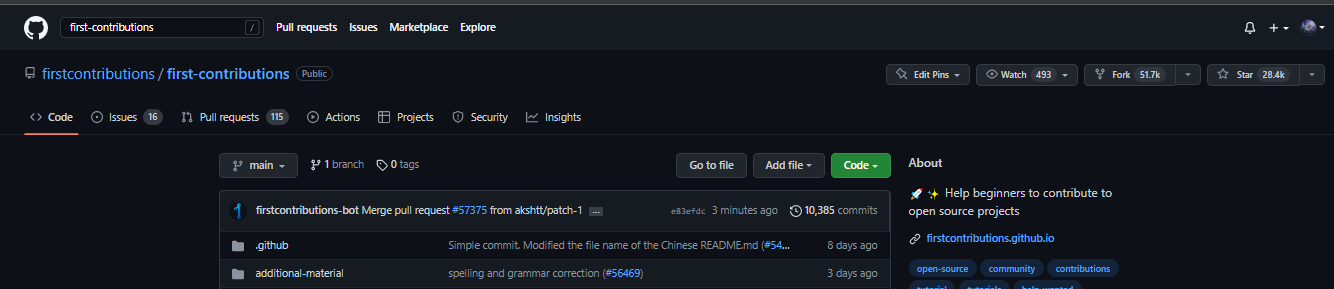 first-contributions / Pull requests Issues Marketplace Explore
firstcontributions / first-contributions Public Edit Pins Watch 493 Fork 51.7k Star 28.4k
Code Issues 16 Pull requests 115 Actions Projects Security Insights
main 1 branch 0 tags Go to file Add file Code
About
firstcontributions-bot Merge pull request #57375 from akshtt/patch-1 ... e83efdc 3 minutes ago 10,385 commits
.github Simple commit. Modified the file name of the Chinese README.md (#54... 8 days ago
additional-material spelling and grammar correction (#56469) 3 days ago
Help beginners to contribute to
open source projects
firstcontributions.github.io
open-source community contributions
tutorial tutorials help-wanted